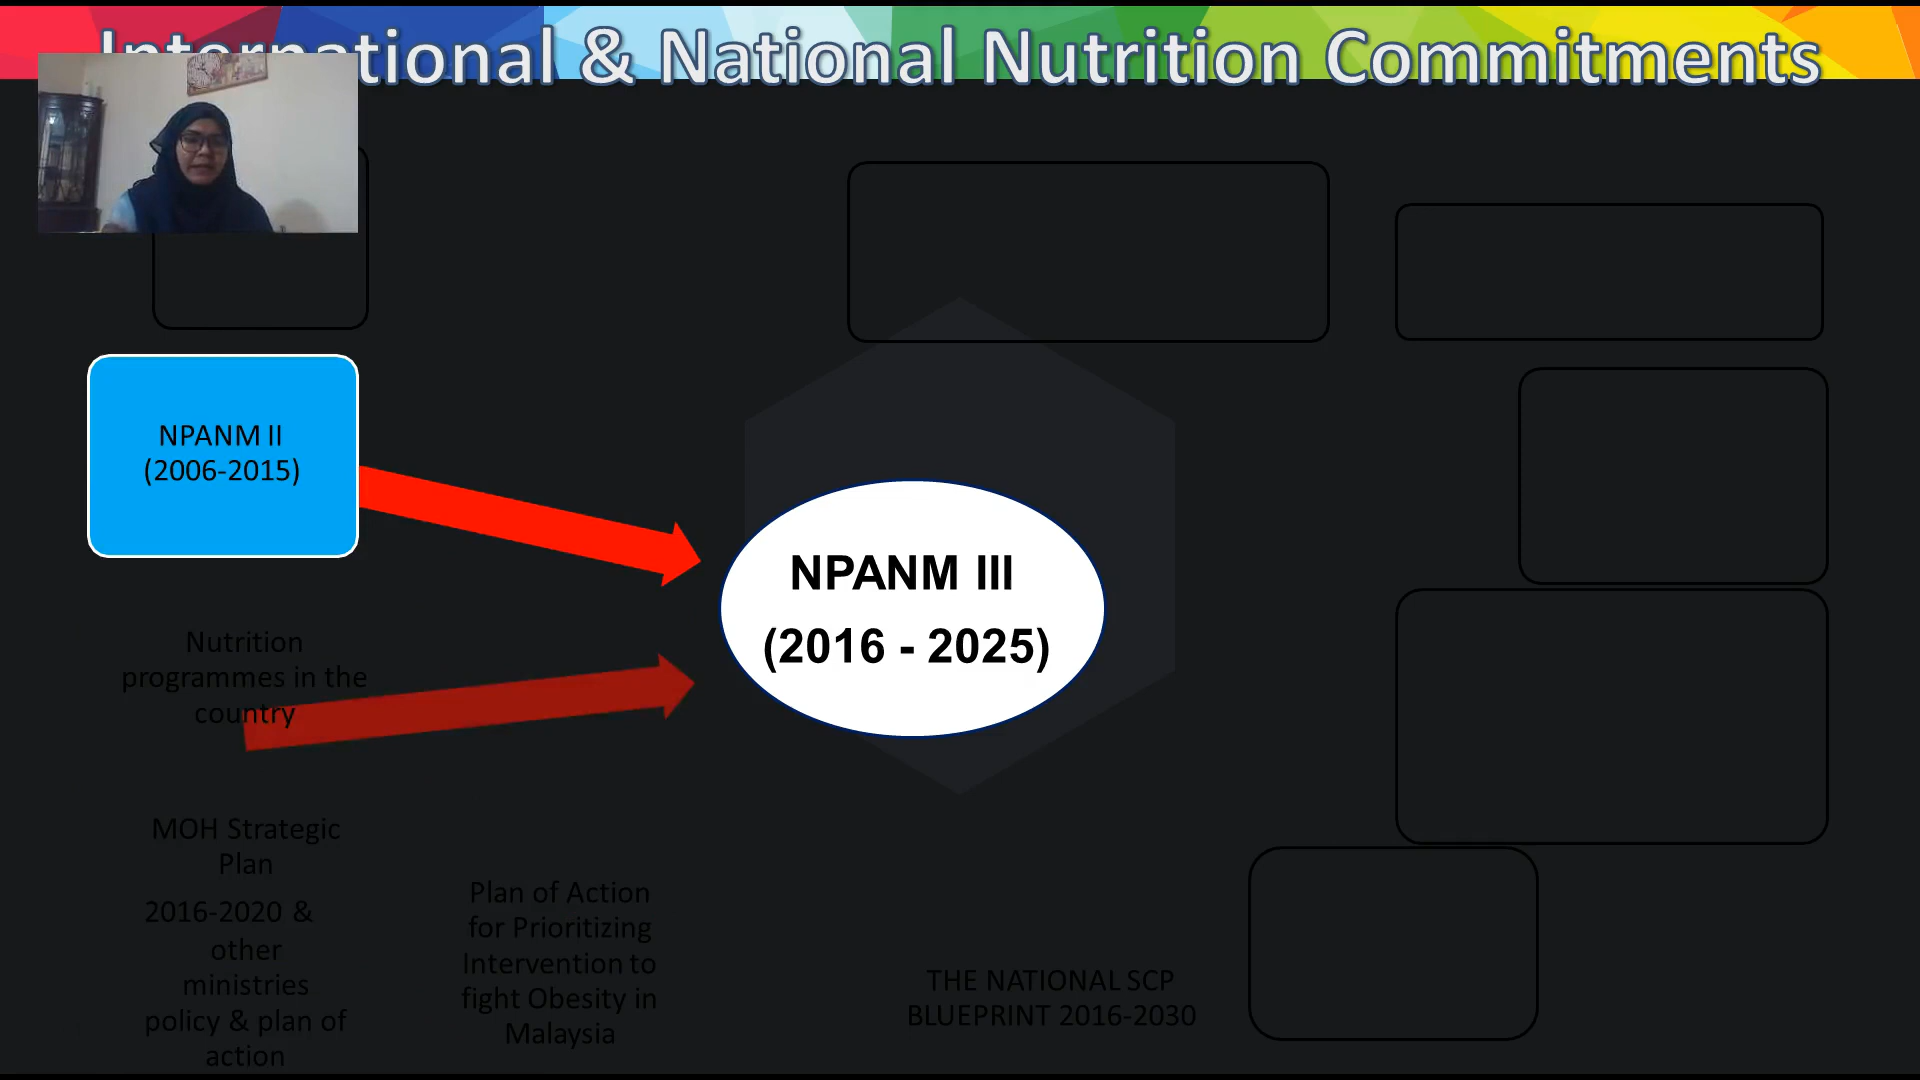 International & National Nutrition Commitments
NPANM II
(2006-2015)
NPANM III
(2016 - 2025)
Nutrition
programmes in the
country
MOH Strategic
Plan
2016-2020 &
other
ministries
policy & plan of
action
Plan of Action
for Prioritizing
Intervention to
fight Obesity in
Malaysia
THE NATIONAL SCP
BLUEPRINT 2016-2030